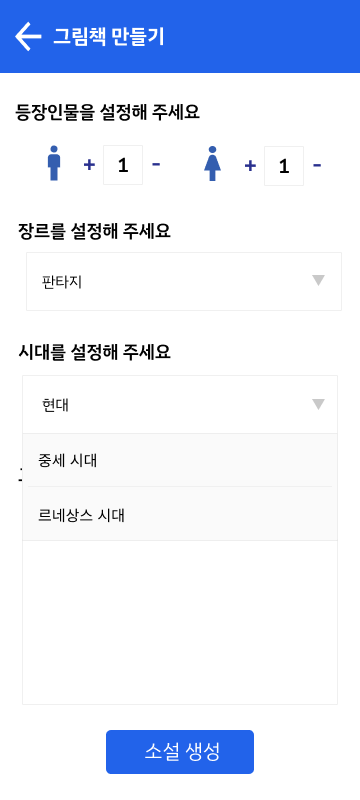 그림책 만들기
등장인물을 설정해 주세요
+ 1 - + 1 -
장르를 설정해 주세요
판타지
시대를 설정해 주세요
현대
중세 시대
르네상스 시대
소설 생성